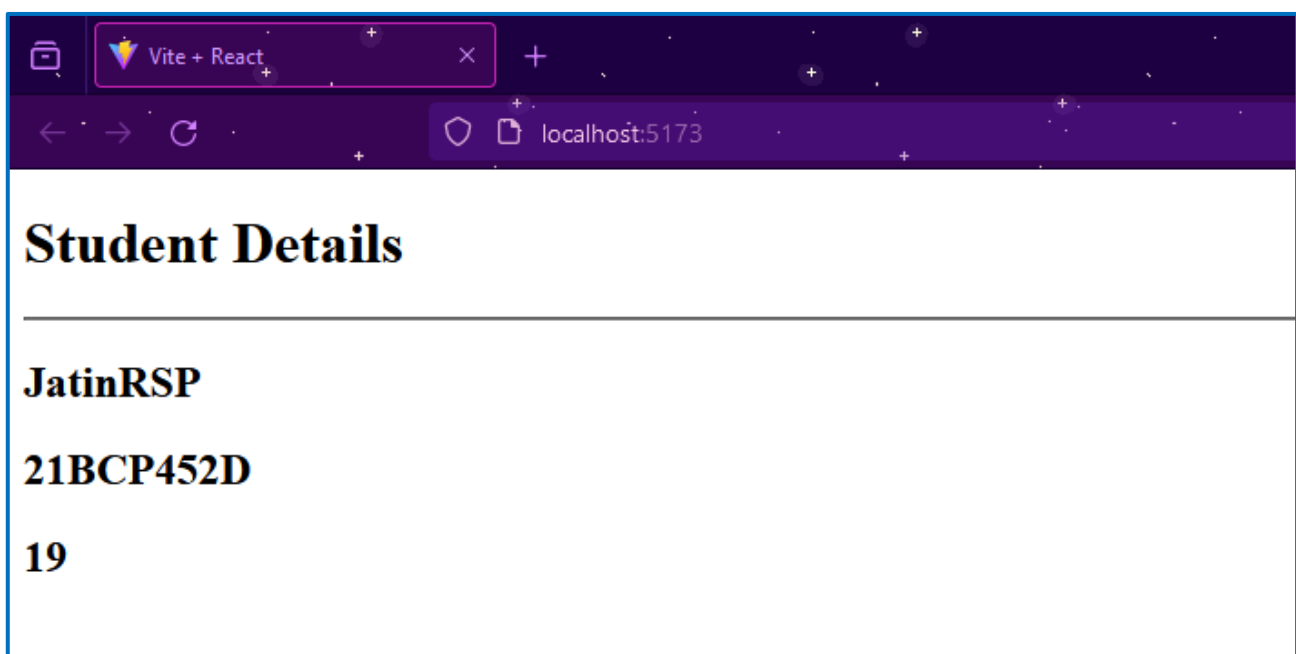 Vite + React
localhost:5173
Student Details
JatinRSP
21BCP452D
19